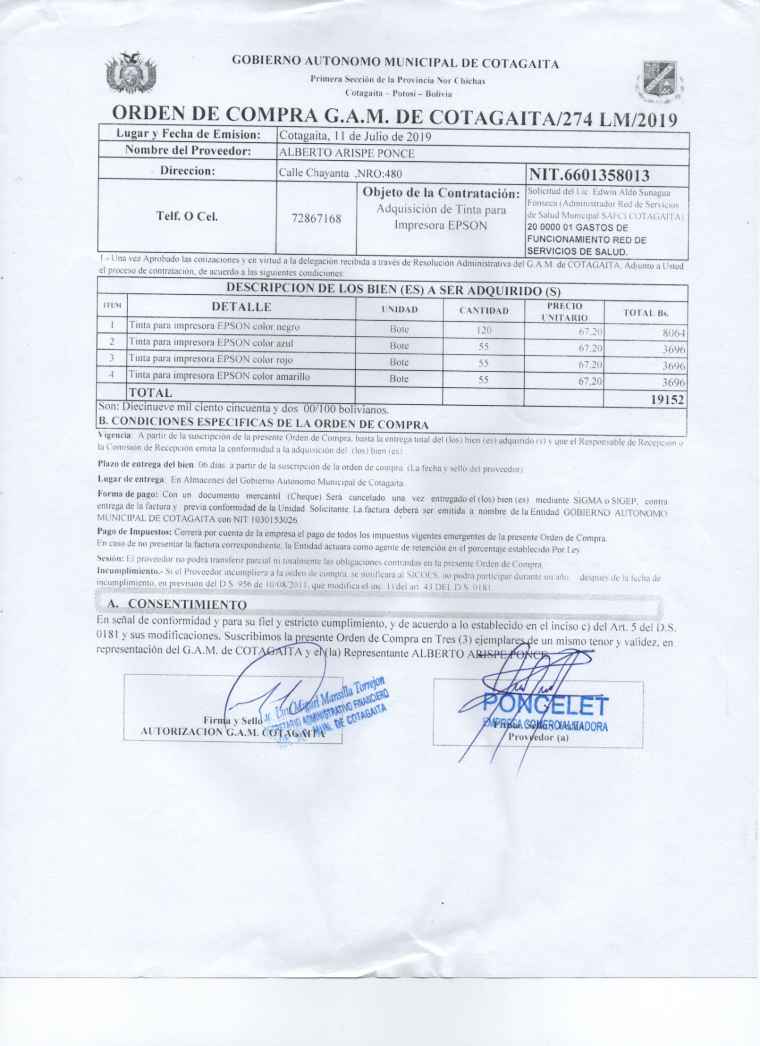 GOBIERNO AUTONOMO MUNICIPAL DE COTAGAITA
Primera Sección de la Provincia Nor Chichas
Cotagaita – Potosí – Bolivia
ORDEN DE COMPRA G.A.M. DE COTAGAITA/274 LM/2019
Lugar y Fecha de Emision: Cotagaita, 11 de Julio de 2019
Nombre del Proveedor: ALBERTO ARISPE PONCE
Direccion: Calle Chayanta ,NRO:480 NIT.6601358013
Telf. O Cel. 72867168 Objeto de la Contratación: Adquisición de Tinta para Impresora EPSON
Solicitud del Lic. Edwin Aldo Sunagua
Fonseca (Administrador Red de Servicios
de Salud Municipal SAFCI COTAGAITA)
20 0000 01 GASTOS DE
FUNCIONAMIENTO RED DE
SERVICIOS DE SALUD.
1.- Una vez Aprobado las cotizaciones y en virtud a la delegación recibida a través de Resolución Administrativa del G.A.M. de COTAGAITA, Adjunto a Usted
el proceso de contratación, de acuerdo a las siguientes condiciones:
DESCRIPCION DE LOS BIEN (ES) A SER ADQUIRIDO (S)
ITEM DETALLE UNIDAD CANTIDAD PRECIO UNITARIO TOTAL Bs.
1 Tinta para impresora EPSON color negro Bote 120 67,20 8064
2 Tinta para impresora EPSON color azul Bote 55 67,20 3696
3 Tinta para impresora EPSON color rojo Bote 55 67,20 3696
4 Tinta para impresora EPSON color amarillo Bote 55 67,20 3696
TOTAL 19152
Son: Diecinueve mil ciento cincuenta y dos 00/100 bolivianos.
B. CONDICIONES ESPECIFICAS DE LA ORDEN DE COMPRA
Vigencia: A partir de la suscripción de la presente Orden de Compra, hasta la entrega total del (los) bien (es) adquirido (s) y que el Responsable de Recepción o
la Comisión de Recepción emita la conformidad a la adquisición del (los) bien (es)
Plazo de entrega del bien: 06 días a partir de la suscripción de la orden de compra. (La fecha y sello del proveedor)
Lugar de entrega: En Almacenes del Gobierno Autonomo Municipal de Cotagaita.
Forma de pago: Con un documento mercantil (Cheque) Será cancelado una vez entregado el (los) bien (es) mediante SIGMA o SIGEP, contra
entrega de la factura y previa conformidad de la Unidad Solicitante. La factura deberá ser emitida a nombre de la Entidad GOBIERNO AUTONOMO
MUNICIPAL DE COTAGAITA con NIT 1030153026
Pago de Impuestos: Correrá por cuenta de la empresa el pago de todos los impuestos vigentes emergentes de la presente Orden de Compra.
En caso de no presentar la factura correspondiente, la Entidad actuara como agente de retención en el porcentaje establecido Por Ley.
Sesión: El proveedor no podrá transferir parcial ni totalmente las obligaciones contraídas en la presente Orden de Compra.
Incumplimiento.- Si el Proveedor incumpliera a la orden de compra, se notificará al SICOES, no podrá participar durante un año, después de la fecha de
incumplimiento, en previsión del D.S. 956 de 10/08/2011, que modifica el inc. 1) del art. 43 DEL D.S. 0181.
A. CONSENTIMIENTO
En señal de conformidad y para su fiel y estricto cumplimiento, y de acuerdo a lo establecido en el inciso c) del Art. 5 del D.S.
0181 y sus modificaciones. Suscribimos la presente Orden de Compra en Tres (3) ejemplares de un mismo tenor y validez, en
representación del G.A.M. de COTAGAITA y el (la) Representante ALBERTO ARISPE PONCE
Mansilla Torrejon
ADMINISTRATIVO FINANCIERO
MUN. DE COTAGAITA
Firma y Sello
AUTORIZACION G.A.M. COTAGAITA
PONCELET
EMPRESA COMERCIALIZADORA
Proveedor (a)